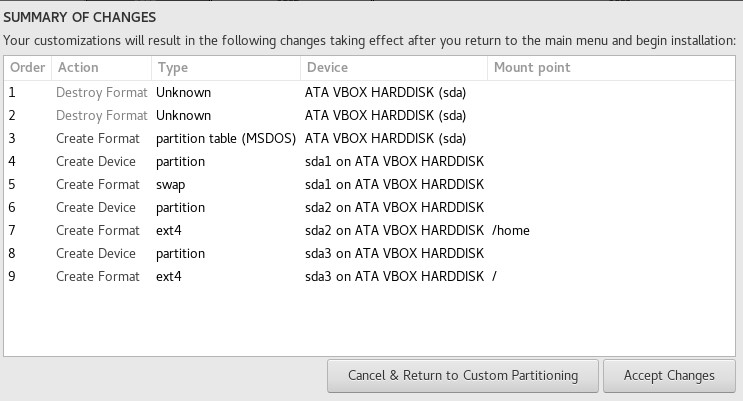 SUMMARY OF CHANGES
Your customizations will result in the following changes taking effect after you return to the main menu and begin installation:
Order Action Type Device Mount point
1 Destroy Format Unknown ATA VBOX HARDDISK (sda)
2 Destroy Format Unknown ATA VBOX HARDDISK (sda)
3 Create Format partition table (MSDOS) ATA VBOX HARDDISK (sda)
4 Create Device partition sda1 on ATA VBOX HARDDISK
5 Create Format swap sda1 on ATA VBOX HARDDISK
6 Create Device partition sda2 on ATA VBOX HARDDISK
7 Create Format ext4 sda2 on ATA VBOX HARDDISK /home
8 Create Device partition sda3 on ATA VBOX HARDDISK
9 Create Format ext4 sda3 on ATA VBOX HARDDISK /
Cancel & Return to Custom Partitioning Accept Changes